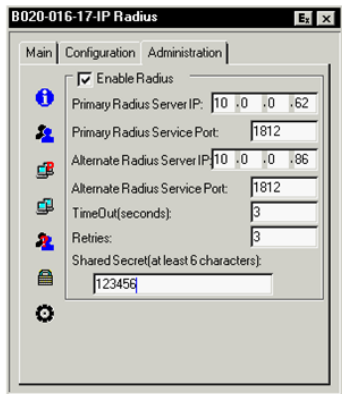 B020-016-17-IP Radius
Main Configuration Administration
Enable Radius
Primary Radius Server IP: 10 .0 .0 .62
Primary Radius Service Port: 1812
Alternate Radius Server IP: 10 .0 .0 .86
Alternate Radius Service Port: 1812
TimeOut(seconds): 3
Retries: 3
Shared Secret(at least 6 characters):
123456